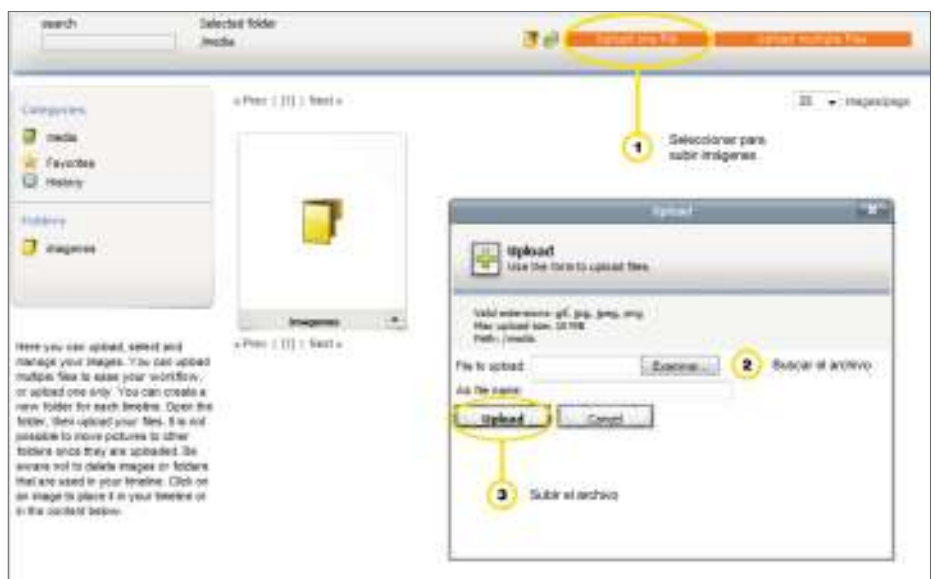 search
Selected folder
/media
Upload one file
Upload multiple files
Categories
media
Favorites
History
Folders
imagenes
« Prev | [1] | Next »
images/page
imagenes
« Prev | [1] | Next »
1
Seleccionar para
subir imágenes
Upload
Upload
Use the form to upload files
Valid extensions: gif, jpg, jpeg, png
Max upload size: 10 MB
Path: /media
File to upload:
Examinar...
2
Buscar el archivo
As file name:
Upload
Cancel
3
Subir el archivo
Here you can upload, select and
manage your images. You can upload
multiple files to ease your workflow,
or upload one only. You can create a
new folder for each timeline. Open the
folder, then upload your files. It is not
possible to move pictures to other
folders once they are uploaded. Be
aware not to delete images or folders
that are used in your timeline. Click on
an image to place it in your timeline or
in the content below.